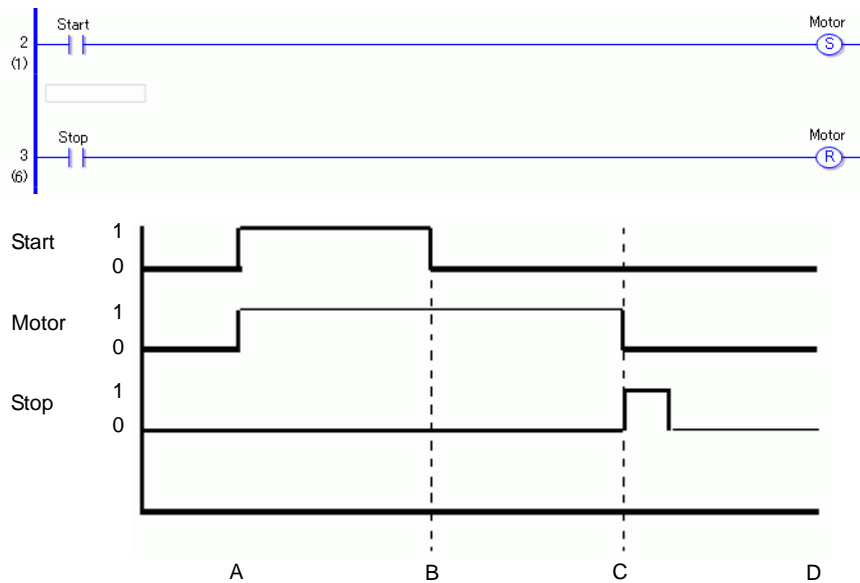 Start Motor
2 S
(1)
Stop Motor
3 R
(6)
Start 1
0
Motor 1
0
Stop 1
0
A B C D